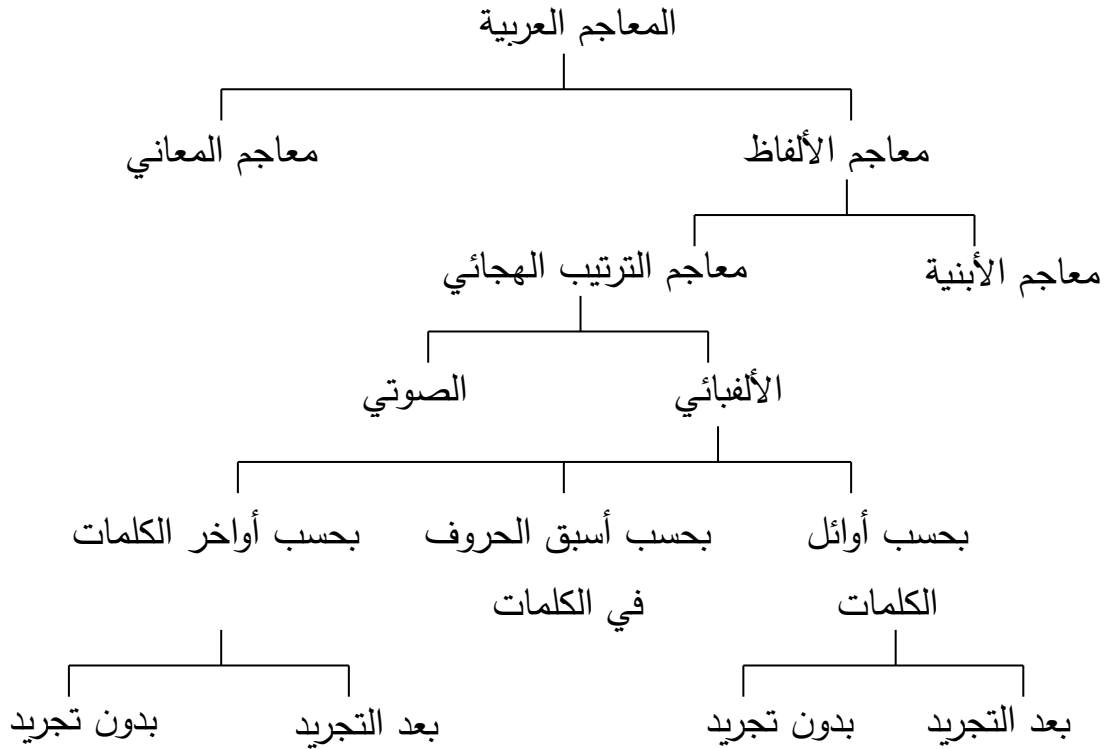 المعاجم العربية
معاجم الألفاظ
معاجم المعاني
معاجم الأبنية
معاجم الترتيب الهجائي
الألفبائي
الصوتي
بحسب أوائل
الكلمات
بحسب أسبق الحروف
في الكلمات
بحسب أواخر الكلمات
بعد التجريد
بدون تجريد
بعد التجريد
بدون تجريد